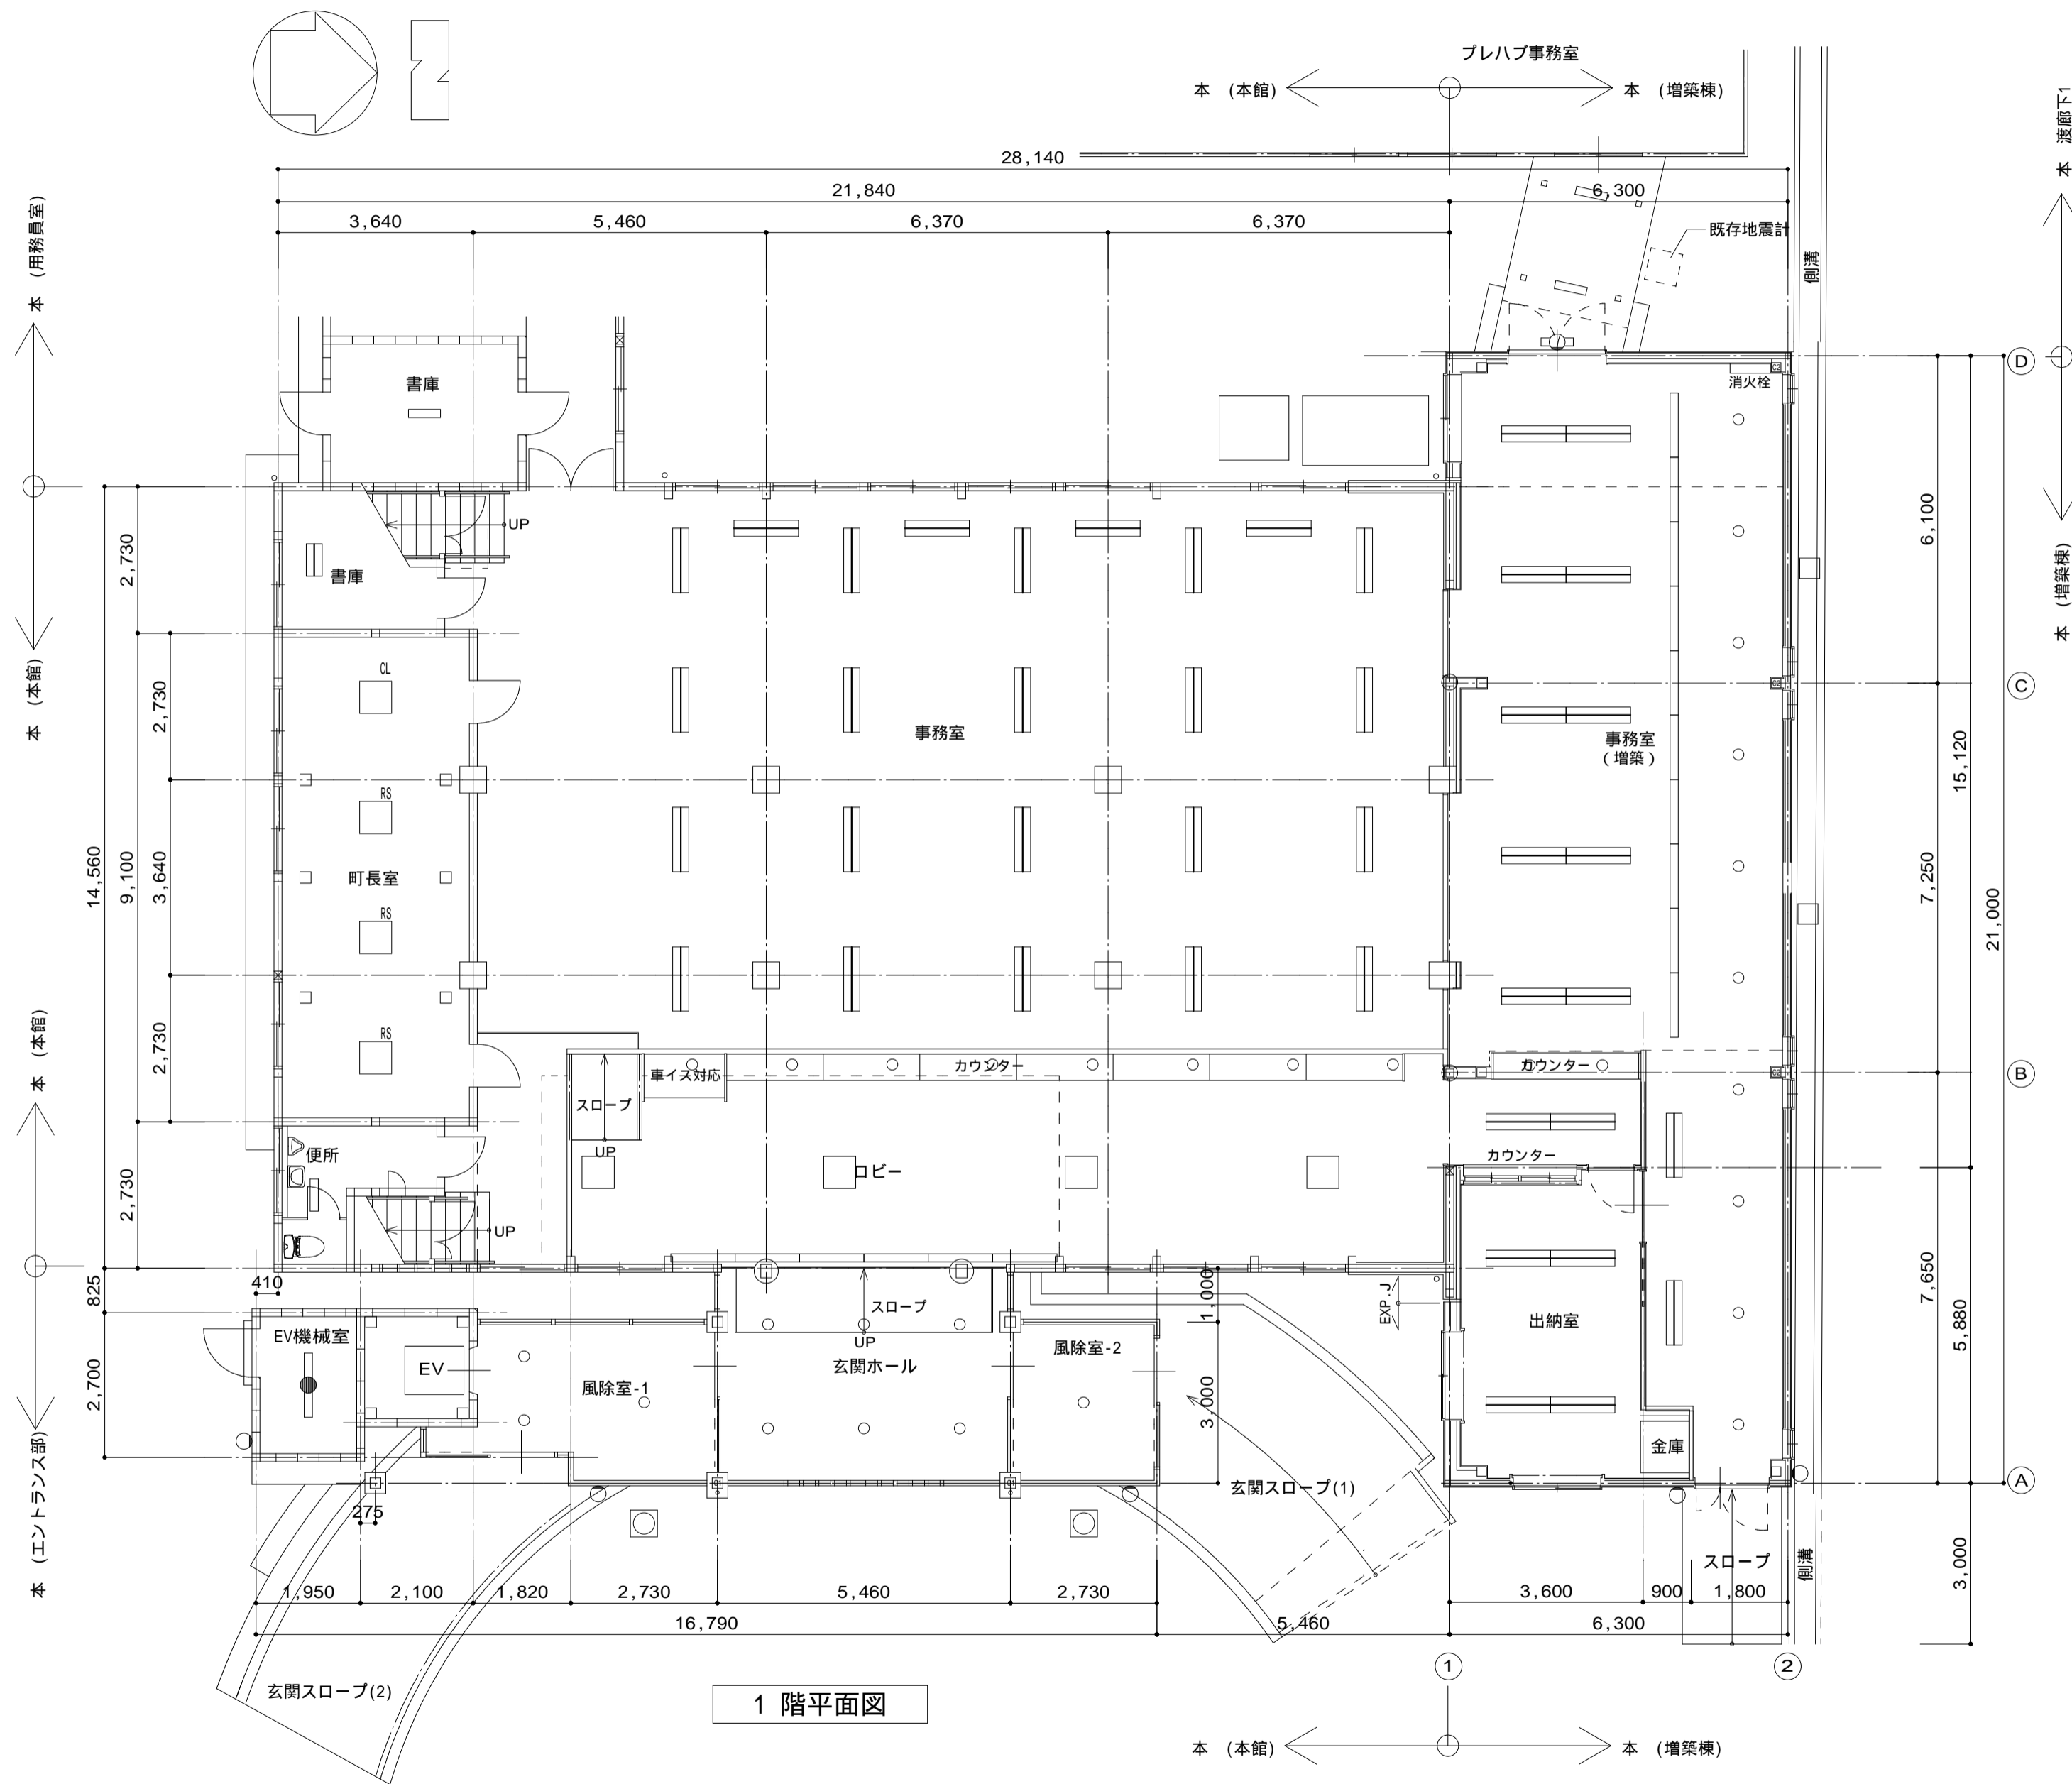 プレハブ事務室
本 (本館)
本 (増築棟)
28,140
21,840
6,300
3,640
5,460
6,370
6,370
既存地震計
側溝
本 渡廊下1
本 (増築棟)
本 (用務員室)
本 (本館)
書庫
消火栓
C2
D
UP
書庫
2,730
6,100
CL
2,730
C2
C
事務室
事務室
(増築)
15,120
RS
14,560
9,100
3,640
町長室
7,250
21,000
RS
本 (本館)
本 (エントランス部)
2,730
RS
車イス対応
カウンター
カウンター
C2
B
スロープ
UP
便所
ロビー
カウンター
2,730
UP
825
410
1,000
EXP.J
スロープ
UP
7,650
5,880
EV機械室
EV
風除室-1
玄関ホール
風除室-2
出納室
2,700
3,000
金庫
玄関スロープ(1)
A
275
スロープ
側溝
3,000
1,950
2,100
1,820
2,730
5,460
2,730
3,600
900
1,800
16,790
5,460
6,300
1
2
玄関スロープ(2)
1 階平面図
本 (本館)
本 (増築棟)